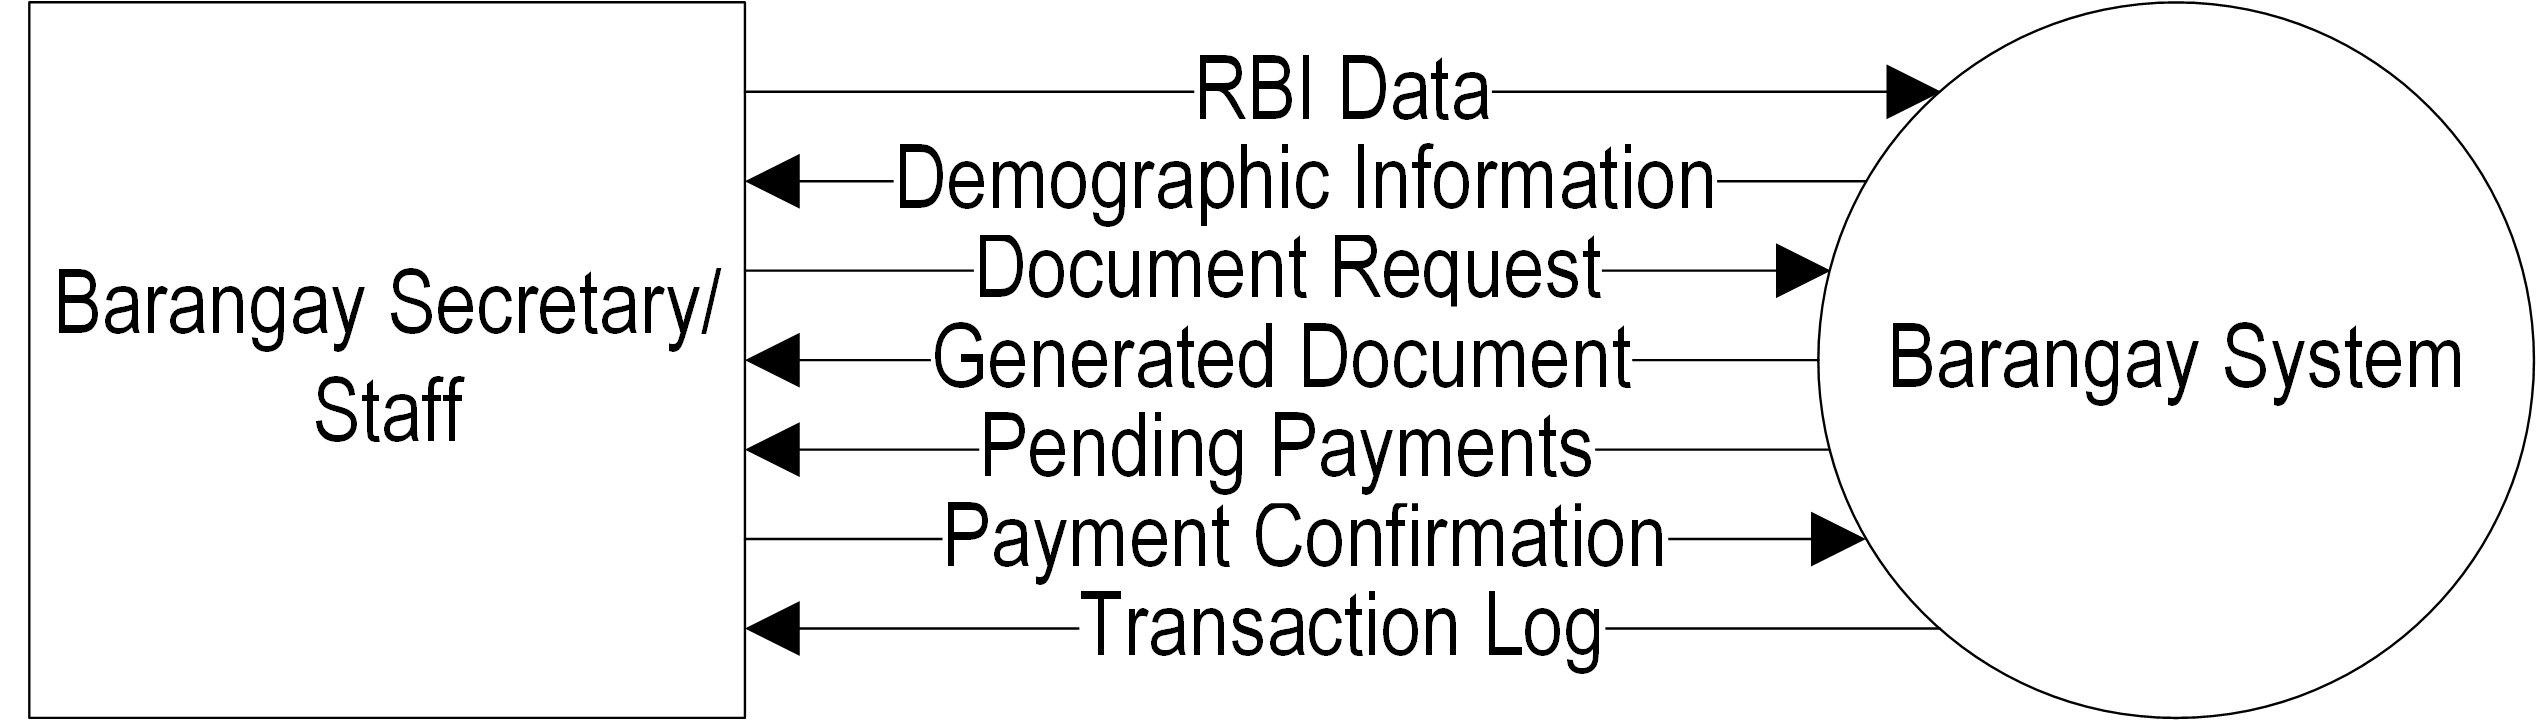 RBI Data
Demographic Information
Document Request
Generated Document
Pending Payments
Payment Confirmation
Transaction Log
Barangay Secretary/
Staff
Barangay System